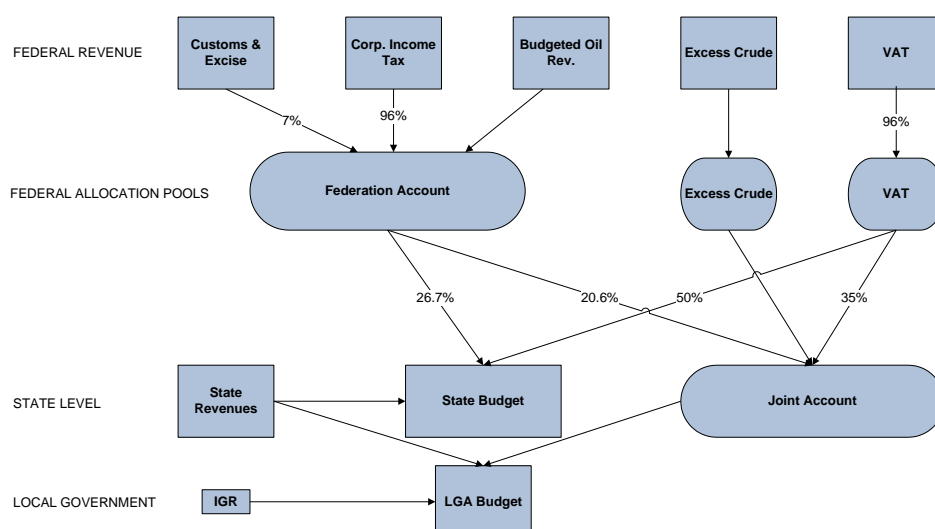 FEDERAL REVENUE
Customs &
Excise
Corp. Income
Tax
Budgeted Oil
Rev.
Excess Crude
VAT
7%
96%
96%
FEDERAL ALLOCATION POOLS
Federation Account
Excess Crude
VAT
26.7%
20.6%
50%
35%
STATE LEVEL
State
Revenues
State Budget
Joint Account
LOCAL GOVERNMENT
IGR
LGA Budget